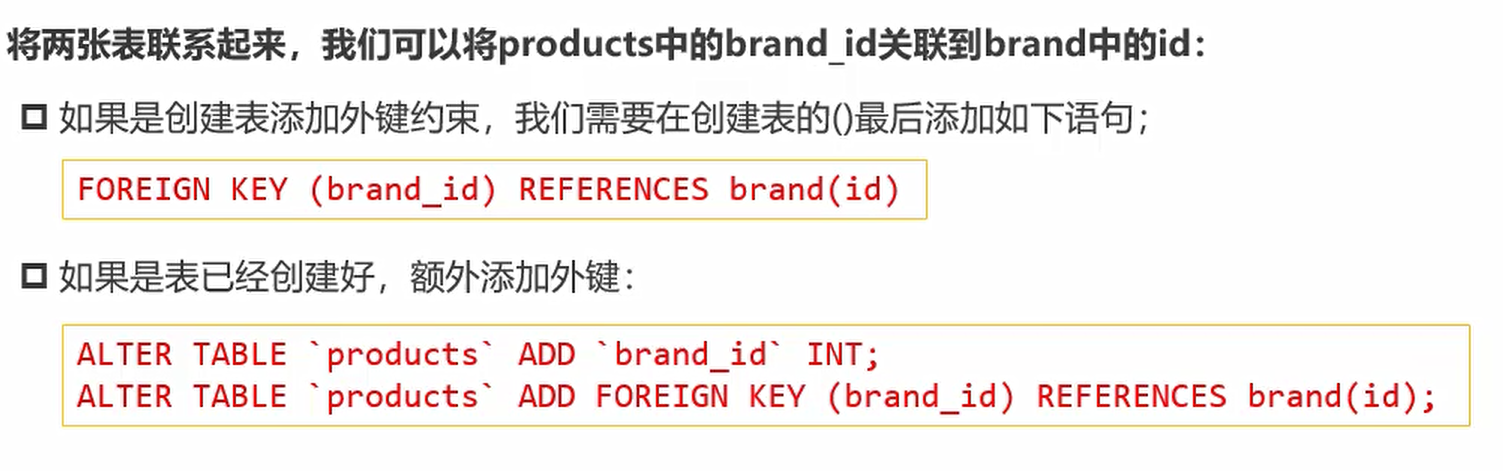 将两张表联系起来，我们可以将products中的brand_id关联到brand中的id：
如果是创建表添加外键约束，我们需要在创建表的()最后添加如下语句；
FOREIGN KEY (brand_id) REFERENCES brand(id)
如果是表已经创建好，额外添加外键：
ALTER TABLE `products` ADD `brand_id` INT;
ALTER TABLE `products` ADD FOREIGN KEY (brand_id) REFERENCES brand(id);